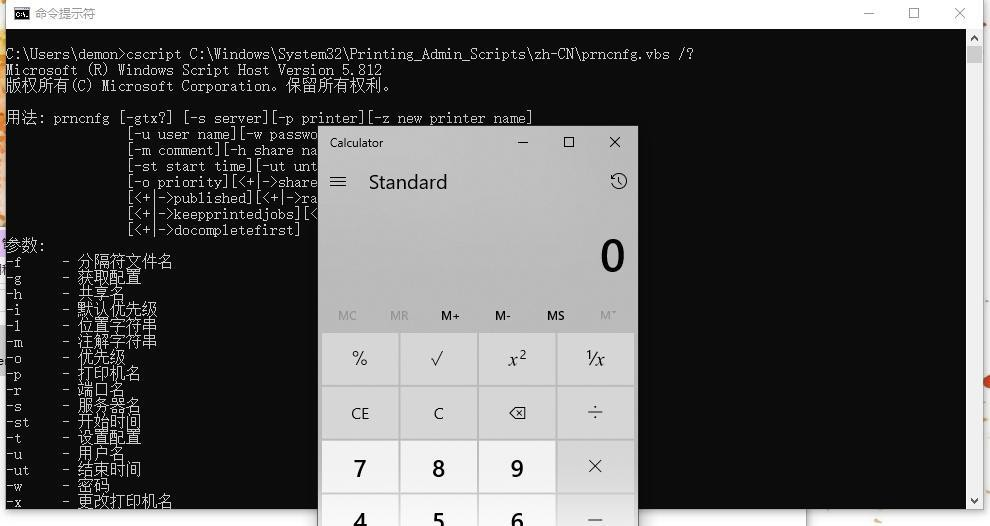 命令提示符
C:\Users\demon>cscript C:\Windows\System32\Printing_Admin_Scripts\zh-CN\prncnfg.vbs /?
Microsoft (R) Windows Script Host Version 5.812
版权所有(C) Microsoft Corporation。保留所有权利。
用法: prncnfg [-gtx?] [-s server][-p printer][-z new printer name]
[-u user name][-w passwo
[-m comment][-h share na
[-st start time][-ut unt
[-o priority][<+|->share
[<+|->published][<+|->ra
[<+|->keepprintedjobs][<
[<+|->docompletefirst]
参数:
-f - 分隔符文件名
-g - 获取配置
-h - 共享名
-i - 默认优先级
-l - 位置字符串
-m - 注解字符串
-o - 优先级
-p - 打印机名
-r - 端口名
-s - 服务器名
-st - 开始时间
-t - 设置配置
-u - 用户名
-ut - 结束时间
-w - 密码
-x - 更改打印机名
Calculator
Standard
0
MC MR M+ M- MS M˅
% √ x² ¹/x
CE C ÷
7 8 9 ×
4 5 6 −